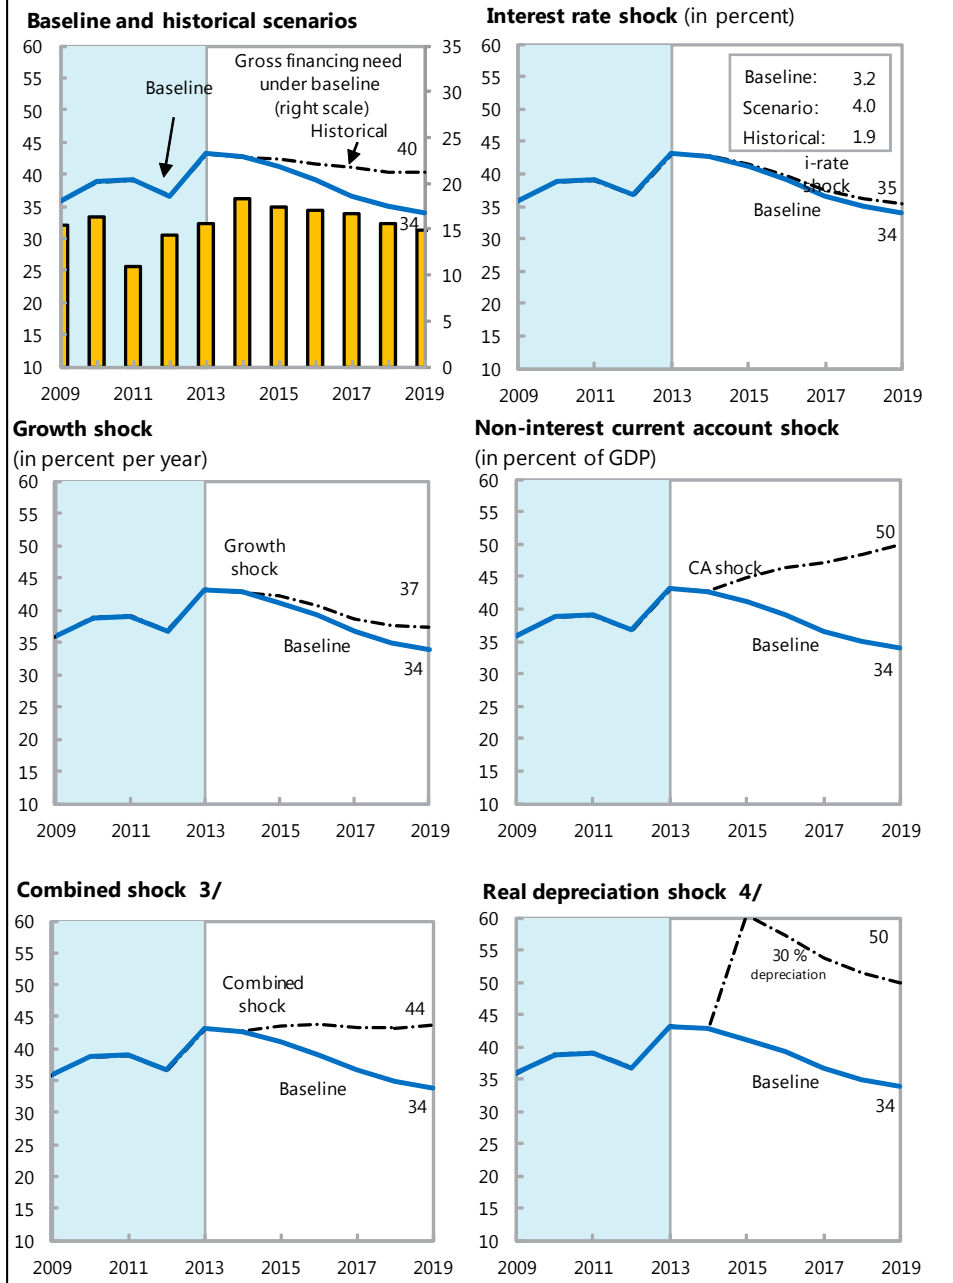 Baseline and historical scenarios
60
55
50
45
40
35
30
25
20
15
10
35
30
25
20
15
10
5
0
Baseline
Gross financing need
under baseline
(right scale)
Historical
40
34
2009 2011 2013 2015 2017 2019
Interest rate shock (in percent)
60
55
50
45
40
35
30
25
20
15
10
Baseline: 3.2
Scenario: 4.0
Historical: 1.9
i-rate
shock
35
Baseline
34
2009 2011 2013 2015 2017 2019
Growth shock
(in percent per year)
60
55
50
45
40
35
30
25
20
15
10
Growth
shock
37
Baseline
34
2009 2011 2013 2015 2017 2019
Non-interest current account shock
(in percent of GDP)
60
55
50
45
40
35
30
25
20
15
10
50
CA shock
Baseline
34
2009 2011 2013 2015 2017 2019
Combined shock 3/
60
55
50
45
40
35
30
25
20
15
10
Combined
shock
44
Baseline
34
2009 2011 2013 2015 2017 2019
Real depreciation shock 4/
60
55
50
45
40
35
30
25
20
15
10
50
30 %
depreciation
Baseline
34
2009 2011 2013 2015 2017 2019